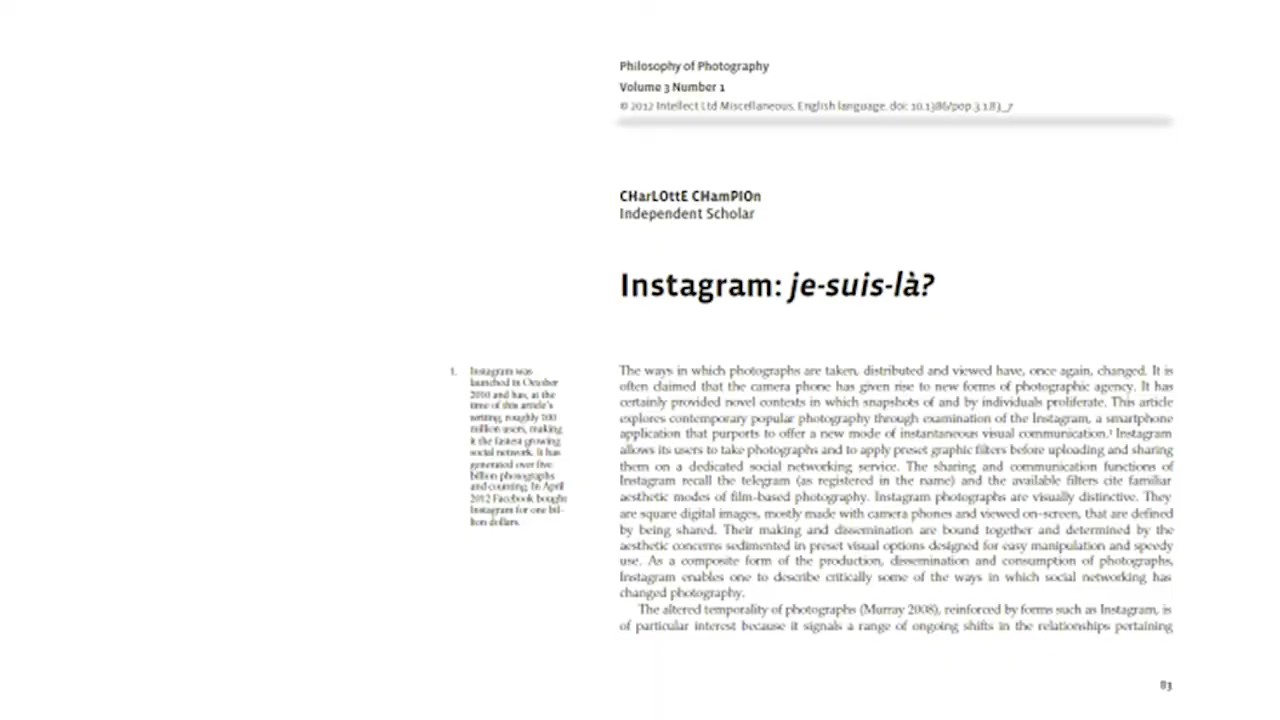 Philosophy of Photography
Volume 3 Number 1
© 2012 Intellect Ltd Miscellaneous. English language. doi: 10.1386/pop.3.1.83_7
CHarLOttE CHamPIOn
Independent Scholar
Instagram: je-suis-là?
1. Instagram was
launched in October
2010 and has, at the
time of this article's
writing, roughly 100
million users, making
it the fastest growing
social network. It has
generated over five
billion photographs
and counting. In April
2012 Facebook bought
Instagram for one bil-
lion dollars.
The ways in which photographs are taken, distributed and viewed have, once again, changed. It is
often claimed that the camera phone has given rise to new forms of photographic agency. It has
certainly provided novel contexts in which snapshots of and by individuals proliferate. This article
explores contemporary popular photography through examination of the Instagram, a smartphone
application that purports to offer a new mode of instantaneous visual communication.¹ Instagram
allows its users to take photographs and to apply preset graphic filters before uploading and sharing
them on a dedicated social networking service. The sharing and communication functions of
Instagram recall the telegram (as registered in the name) and the available filters cite familiar
aesthetic modes of film-based photography. Instagram photographs are visually distinctive. They
are square digital images, mostly made with camera phones and viewed on-screen, that are defined
by being shared. Their making and dissemination are bound together and determined by the
aesthetic concerns sedimented in preset visual options designed for easy manipulation and speedy
use. As a composite form of the production, dissemination and consumption of photographs,
Instagram enables one to describe critically some of the ways in which social networking has
changed photography.
The altered temporality of photographs (Murray 2008), reinforced by forms such as Instagram, is
of particular interest because it signals a range of ongoing shifts in the relationships pertaining
83